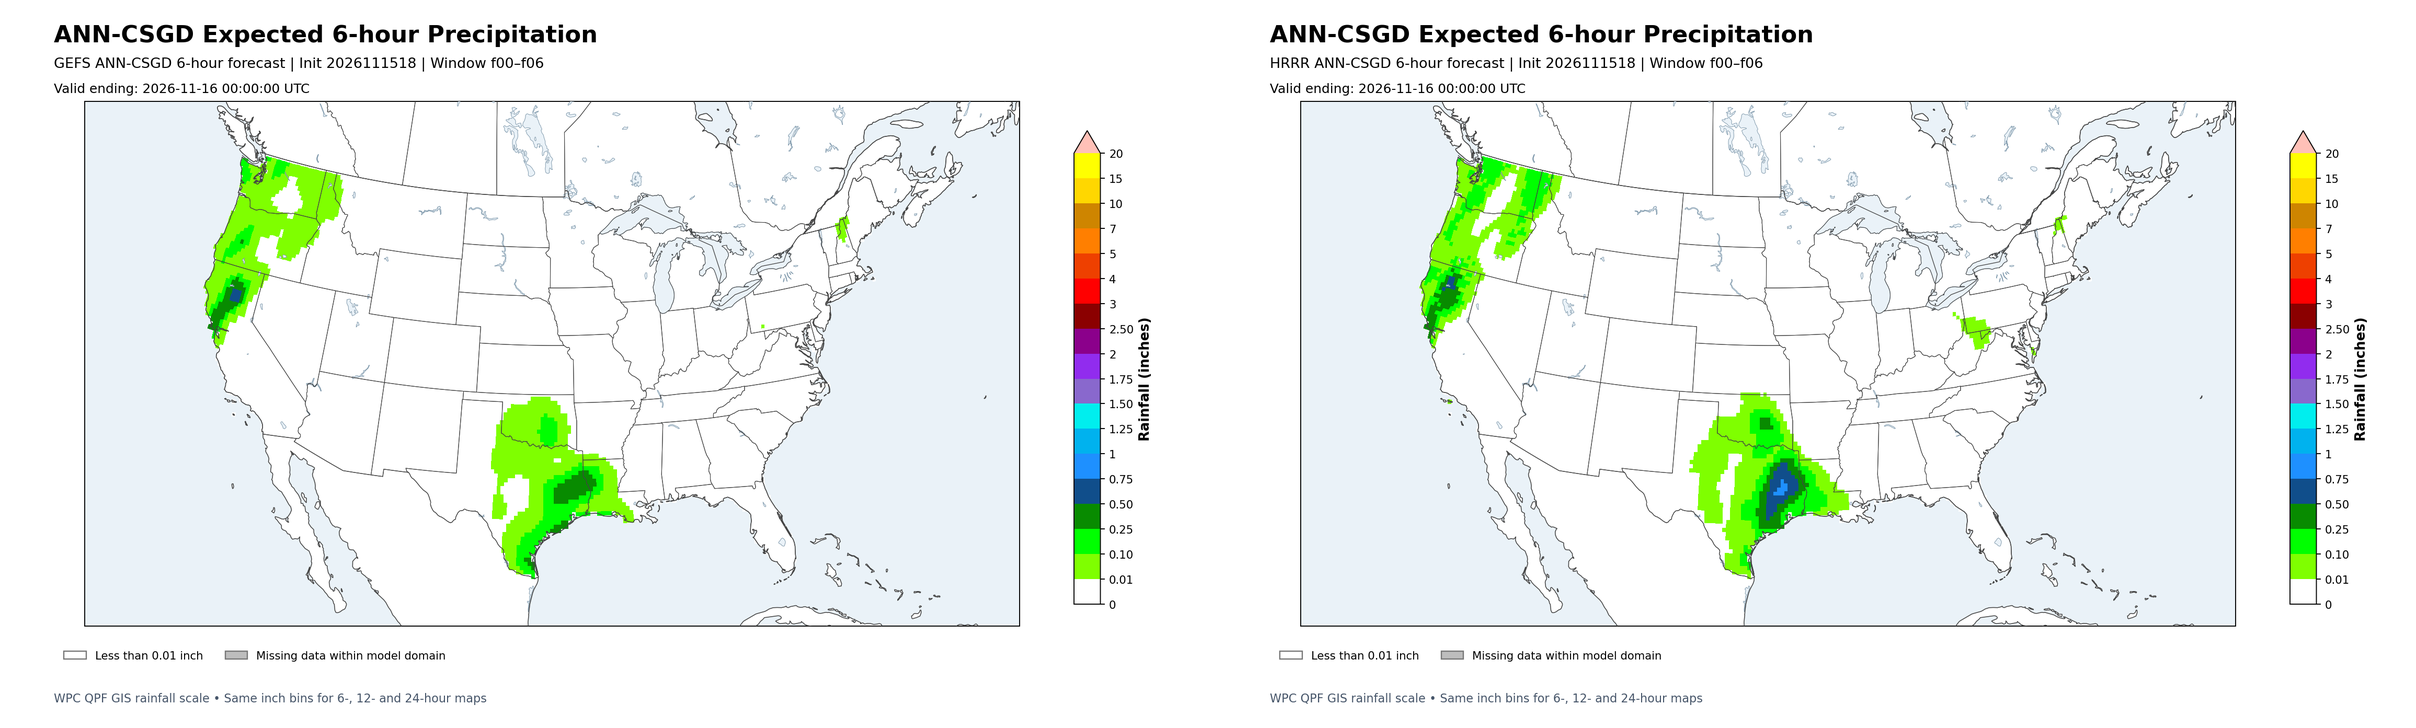 ANN-CSGD Expected 6-hour Precipitation
GEFS ANN-CSGD 6-hour forecast | Init 2026111518 | Window f00–f06
Valid ending: 2026-11-16 00:00:00 UTC
20
15
10
7
5
4
3
2.50
2
1.75
1.50
1.25
1
0.75
0.50
0.25
0.10
0.01
0
Rainfall (inches)
Less than 0.01 inch
Missing data within model domain
WPC QPF GIS rainfall scale • Same inch bins for 6-, 12- and 24-hour maps
ANN-CSGD Expected 6-hour Precipitation
HRRR ANN-CSGD 6-hour forecast | Init 2026111518 | Window f00–f06
Valid ending: 2026-11-16 00:00:00 UTC
20
15
10
7
5
4
3
2.50
2
1.75
1.50
1.25
1
0.75
0.50
0.25
0.10
0.01
0
Rainfall (inches)
Less than 0.01 inch
Missing data within model domain
WPC QPF GIS rainfall scale • Same inch bins for 6-, 12- and 24-hour maps